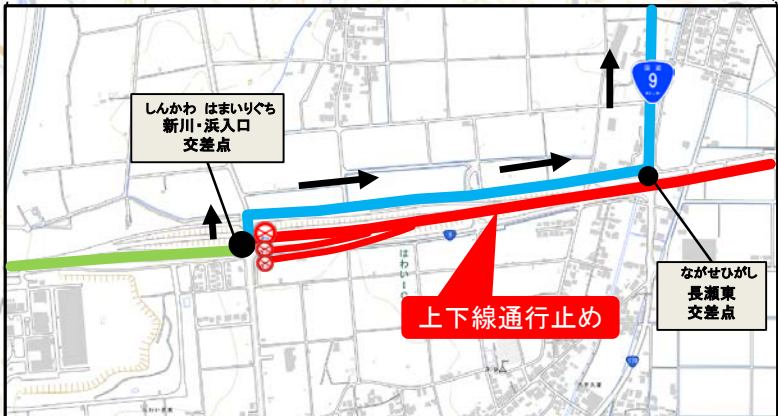 国道
9
しんかわ はまいりぐち
新川・浜入口
交差点
9
はわいIC
ながせひがし
長瀬東
交差点
上下線通行止め